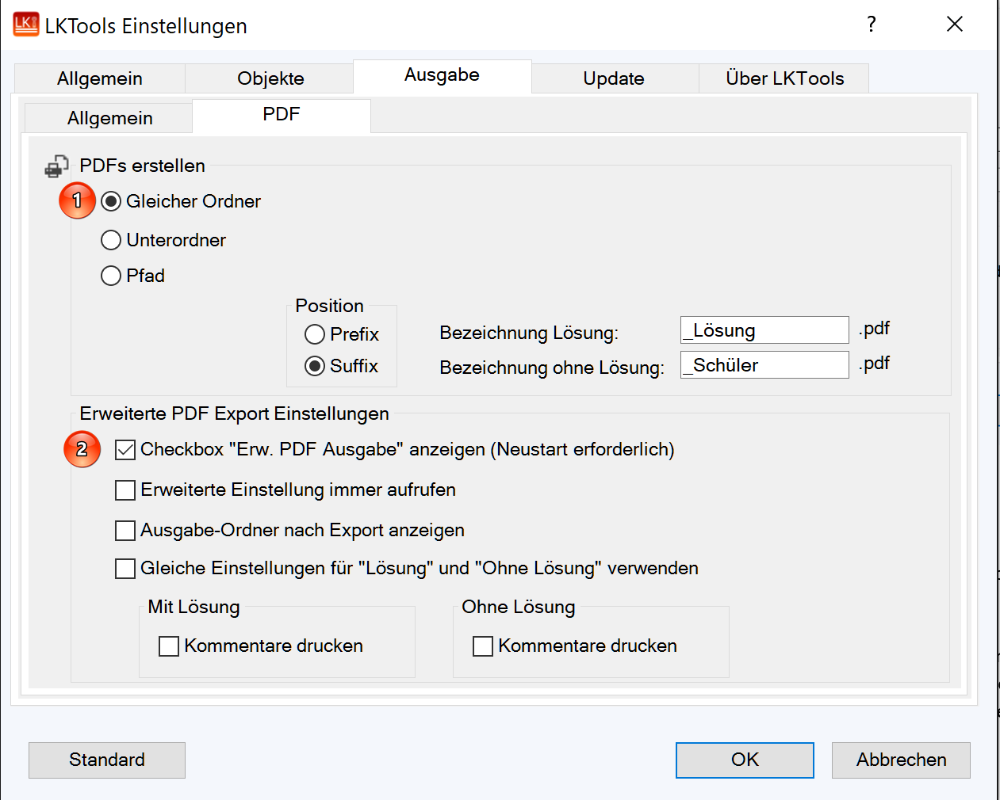 LK
LKTools Einstellungen
?
Allgemein Objekte Ausgabe Update Über LKTools
Allgemein PDF
PDFs erstellen
1 Gleicher Ordner
Unterordner
Pfad
Position
Prefix
Suffix
Bezeichnung Lösung: _Lösung .pdf
Bezeichnung ohne Lösung: _Schüler .pdf
Erweiterte PDF Export Einstellungen
2 Checkbox "Erw. PDF Ausgabe" anzeigen (Neustart erforderlich)
Erweiterte Einstellung immer aufrufen
Ausgabe-Ordner nach Export anzeigen
Gleiche Einstellungen für "Lösung" und "Ohne Lösung" verwenden
Mit Lösung
Kommentare drucken
Ohne Lösung
Kommentare drucken
Standard OK Abbrechen